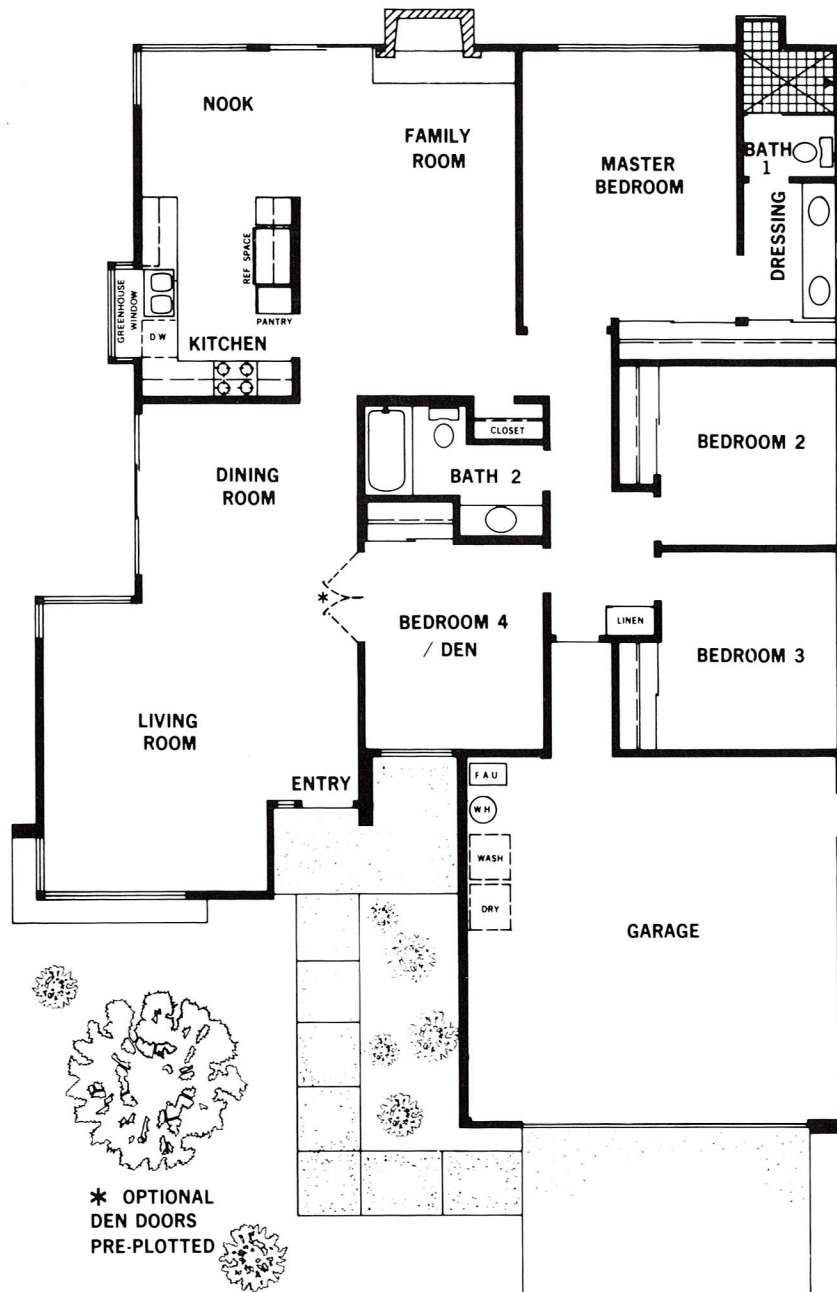 NOOK
FAMILY
ROOM
MASTER
BEDROOM
BATH
1
DRESSING
REF SPACE
PANTRY
GREENHOUSE
WINDOW
DW
KITCHEN
CLOSET
BATH 2
BEDROOM 2
DINING
ROOM
*
BEDROOM 4
/ DEN
LINEN
BEDROOM 3
LIVING
ROOM
ENTRY
FAU
WH
WASH
DRY
GARAGE
* OPTIONAL
DEN DOORS
PRE-PLOTTED